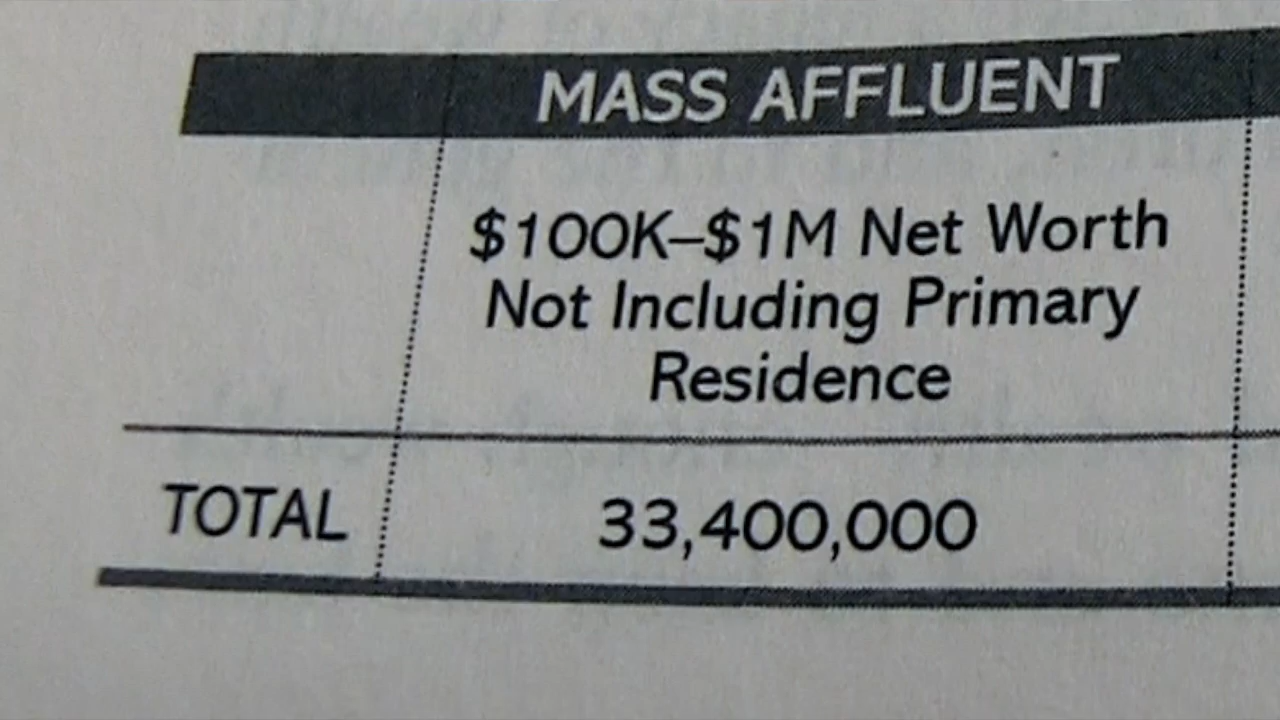 MASS AFFLUENT
$100K–$1M Net Worth
Not Including Primary
Residence
TOTAL 33,400,000